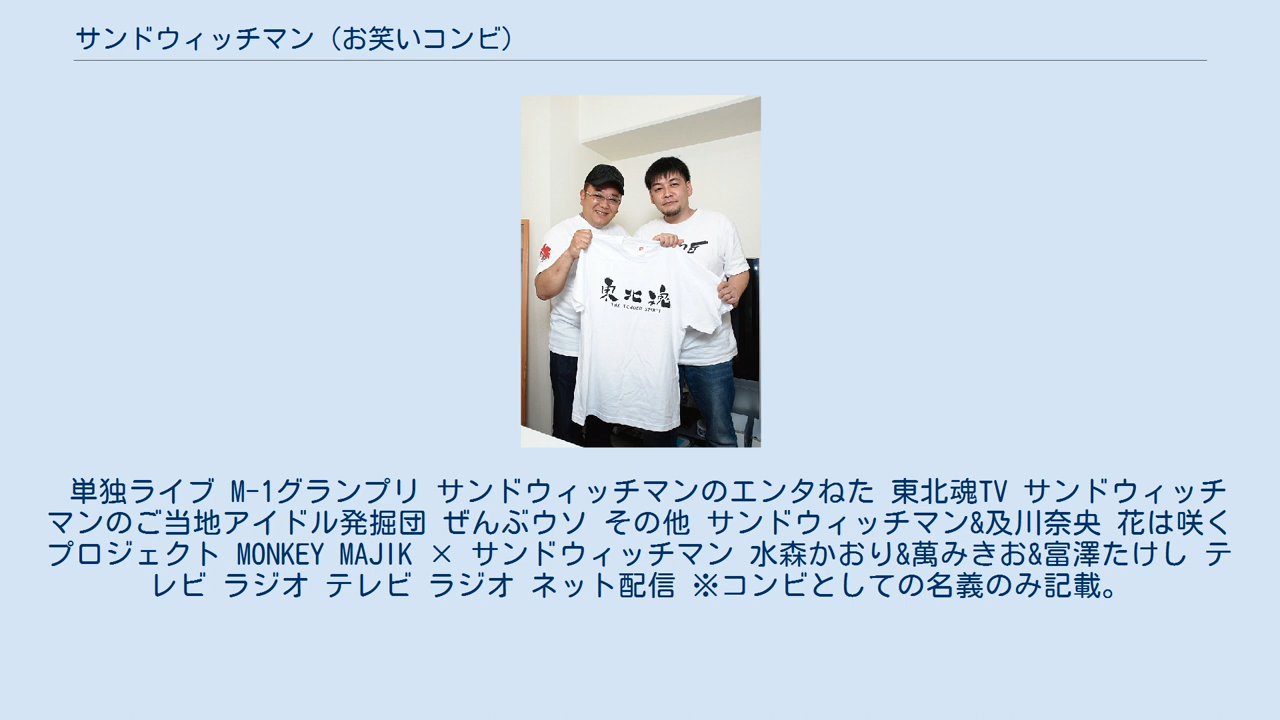 サンドウィッチマン（お笑いコンビ）
東北魂
単独ライブ M-1グランプリ サンドウィッチマンのエンタねた 東北魂TV サンドウィッチ
マンのご当地アイドル発掘団 ぜんぶウソ その他 サンドウィッチマン&及川奈央 花は咲く
プロジェクト MONKEY MAJIK × サンドウィッチマン 水森かおり&萬みきお&富澤たけし テ
レビ ラジオ テレビ ラジオ ネット配信 ※コンビとしての名義のみ記載。